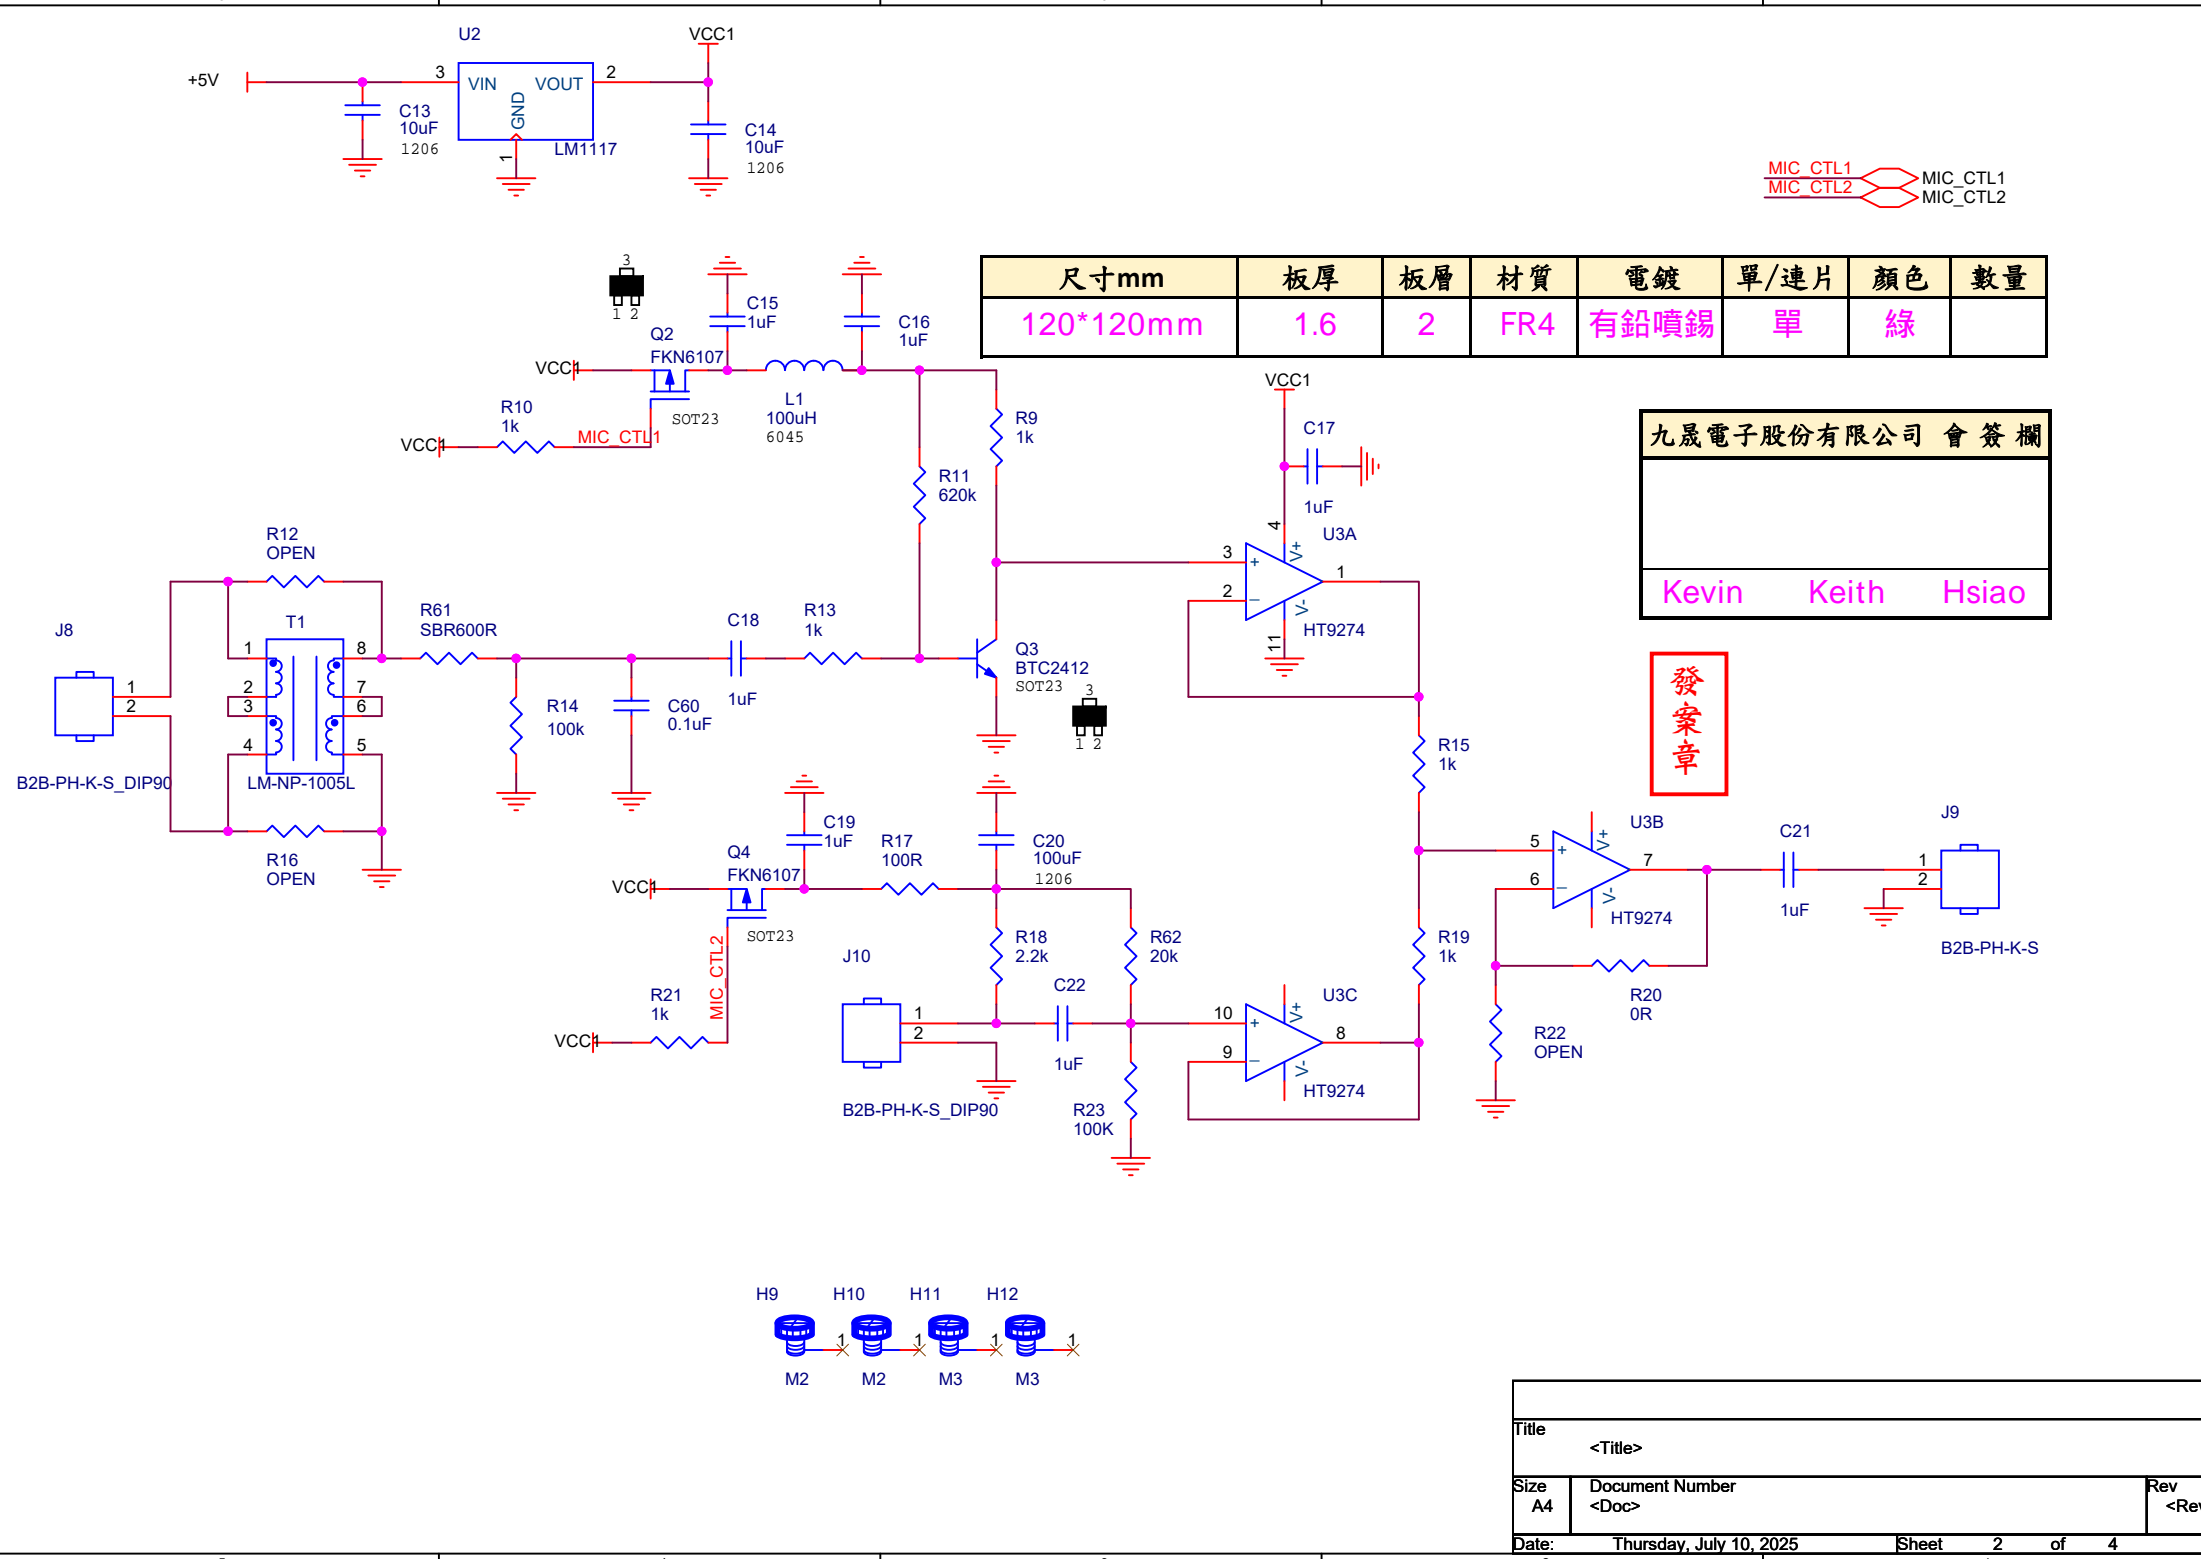 U2
VCC1
+5V
3
VIN
VOUT
2
GND
1
LM1117
C13
10uF
1206
C14
10uF
1206
MIC_CTL1
MIC_CTL1
MIC_CTL2
MIC_CTL2
尺寸mm 板厚 板層 材質 電鍍 單/連片 顏色 數量
120*120mm 1.6 2 FR4 有鉛噴錫 單 綠
3
1 2
Q2
FKN6107
SOT23
VCC1
C15
1uF
C16
1uF
L1
100uH
6045
R10
1k
VCC1
MIC_CTL1
R9
1k
R11
620k
VCC1
C17
1uF
九晟電子股份有限公司 會 簽 欄
Kevin Keith Hsiao
發
案
章
4
U3A
3
+
V+
2
−
V-
1
11
HT9274
R12
OPEN
J8
1
2
B2B-PH-K-S_DIP90
T1
1
2
3
4
8
7
6
5
LM-NP-1005L
R16
OPEN
R61
SBR600R
R14
100k
C60
0.1uF
C18
1uF
R13
1k
Q3
BTC2412
SOT23
3
1 2
R15
1k
C19
1uF
C20
100uF
1206
R17
100R
Q4
FKN6107
SOT23
VCC1
MIC_CTL2
R21
1k
VCC1
R18
2.2k
R62
20k
J10
1
2
B2B-PH-K-S_DIP90
C22
1uF
R23
100K
10
+
V+
9
−
V-
8
U3C
HT9274
R19
1k
5
+
V+
6
−
V-
7
U3B
HT9274
R20
0R
R22
OPEN
C21
1uF
J9
1
2
B2B-PH-K-S
H9 H10 H11 H12
1 1 1 1
M2 M2 M3 M3
Title
<Title>
Size
A4
Document Number
<Doc>
Rev
<Rev
Date: Thursday, July 10, 2025 Sheet 2 of 4